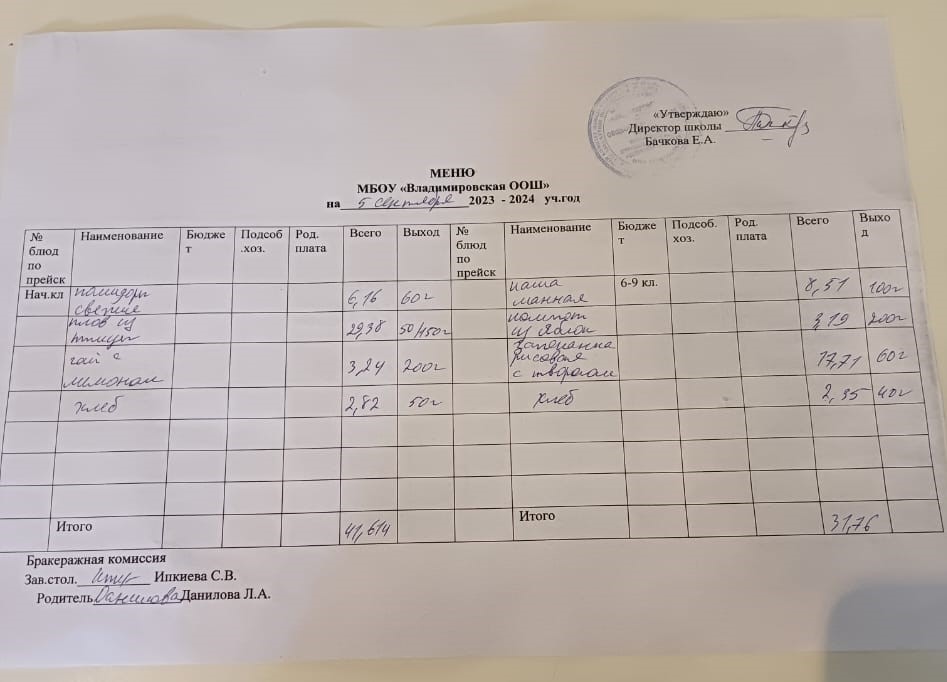 «Утверждаю»
Директор школы
Бачкова Е.А.
МЕНЮ
МБОУ «Владимировская ООШ»
на 5 сентября 2023 - 2024 уч.год
№ блюд по прейск Наименование Бюджет Подсоб.хоз. Род. плата Всего Выход № блюд по прейск Наименование Бюджет Подсоб. хоз. Род. плата Всего Выход
Нач.кл помидоры свежие 6,16 60г каша манная 6-9 кл. 8,51 100г
плов из птицы 29,38 50/150г компот из яблок 3,19 200г
чай с лимоном 3,24 200г запеканка рисовая с творогом 17,71 60г
хлеб 2,82 50г хлеб 2,35 40г
Итого 41,614 Итого 31,76
Бракеражная комиссия
Зав.стол. Ипкиева С.В.
Родитель Данилова Данилова Л.А.